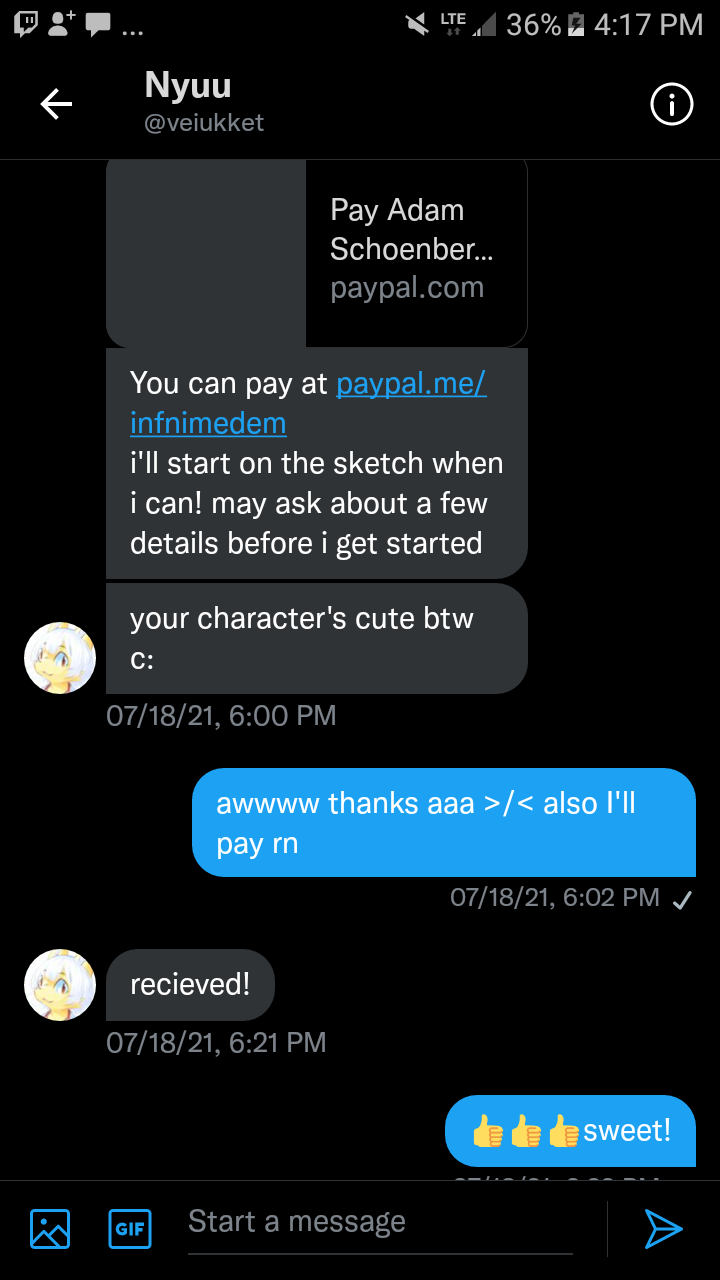 ... LTE 36% 4:17 PM
Nyuu
@veiukket
Pay Adam
Schoenber...
paypal.com
You can pay at paypal.me/
infnimedem
i'll start on the sketch when
i can! may ask about a few
details before i get started
your character's cute btw
c:
07/18/21, 6:00 PM
awwww thanks aaa >/< also I'll
pay rn
07/18/21, 6:02 PM
recieved!
07/18/21, 6:21 PM
👍👍👍sweet!
GIF Start a message